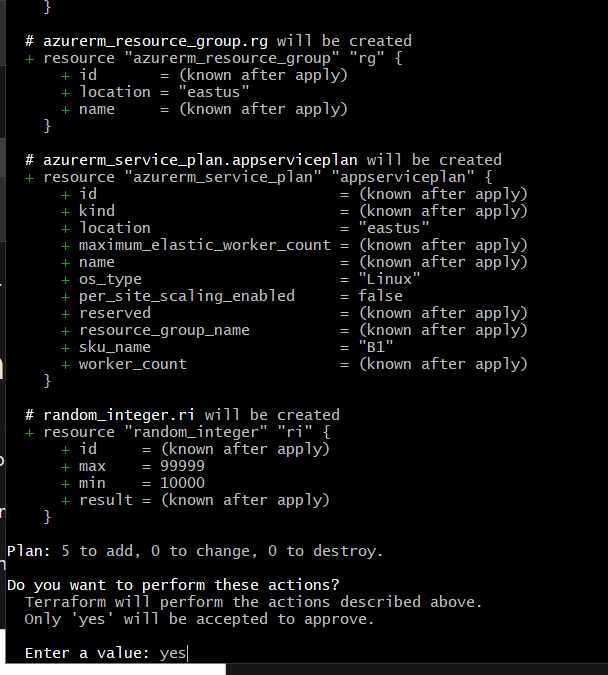 }
# azurerm_resource_group.rg will be created
+ resource "azurerm_resource_group" "rg" {
+ id       = (known after apply)
+ location = "eastus"
+ name     = (known after apply)
}
# azurerm_service_plan.appserviceplan will be created
+ resource "azurerm_service_plan" "appserviceplan" {
+ id                           = (known after apply)
+ kind                         = (known after apply)
+ location                     = "eastus"
+ maximum_elastic_worker_count = (known after apply)
+ name                         = (known after apply)
+ os_type                      = "Linux"
+ per_site_scaling_enabled     = false
+ reserved                     = (known after apply)
+ resource_group_name          = (known after apply)
+ sku_name                     = "B1"
+ worker_count                 = (known after apply)
}
# random_integer.ri will be created
+ resource "random_integer" "ri" {
+ id     = (known after apply)
+ max    = 99999
+ min    = 10000
+ result = (known after apply)
}
Plan: 5 to add, 0 to change, 0 to destroy.
Do you want to perform these actions?
Terraform will perform the actions described above.
Only 'yes' will be accepted to approve.
Enter a value: yes